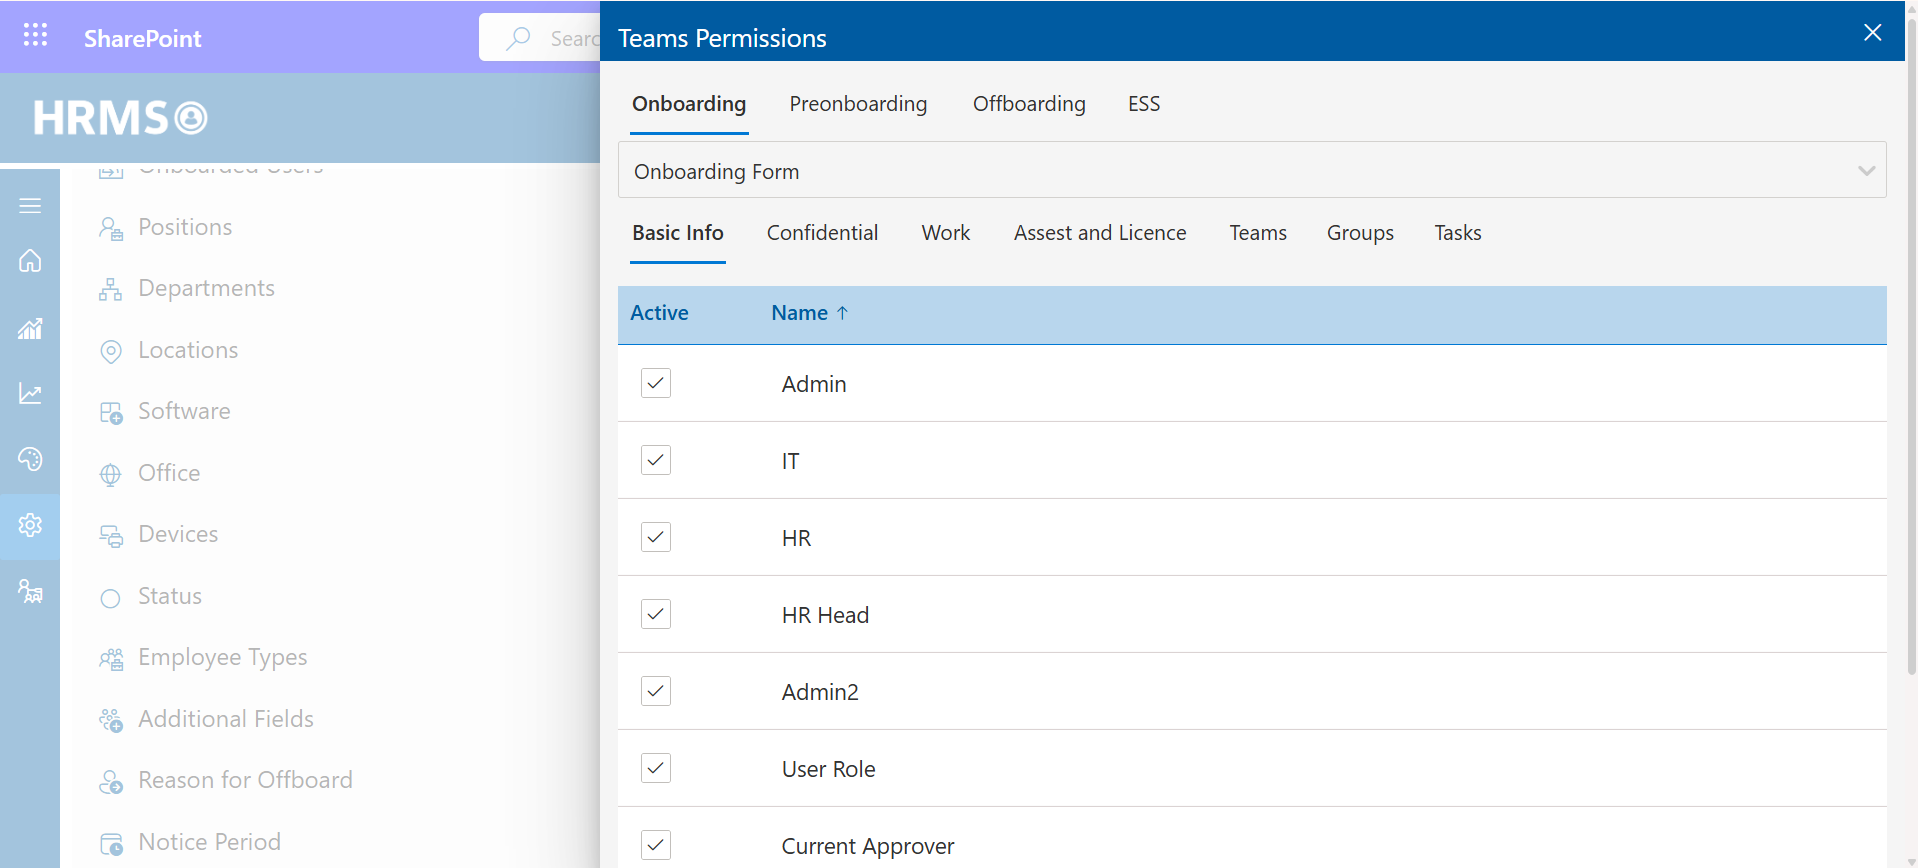 SharePoint
Searc
HRMS
Onboarded Users
Positions
Departments
Locations
Software
Office
Devices
Status
Employee Types
Additional Fields
Reason for Offboard
Notice Period
Teams Permissions
Onboarding Preonboarding Offboarding ESS
Onboarding Form
Basic Info Confidential Work Assest and Licence Teams Groups Tasks
Active Name ↑
Admin
IT
HR
HR Head
Admin2
User Role
Current Approver